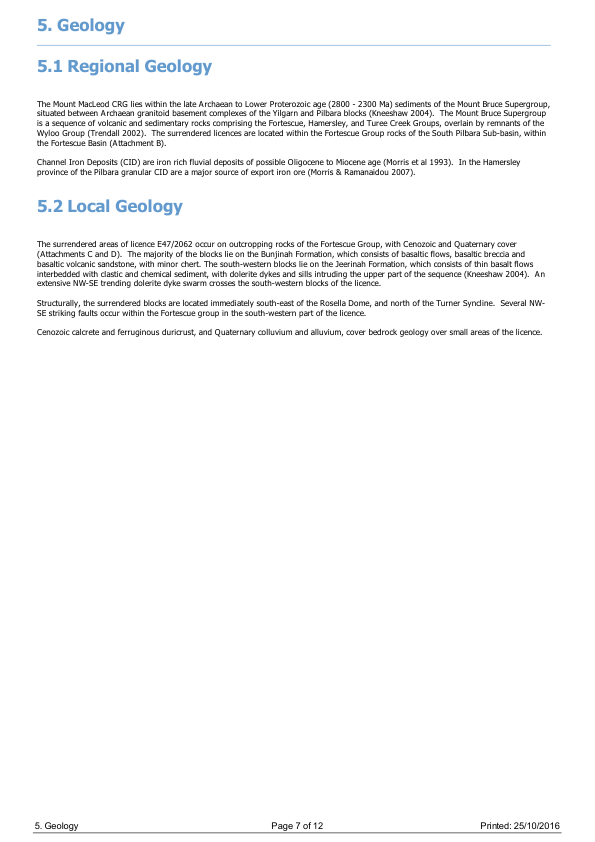 5. Geology
5.1 Regional Geology
The Mount MacLeod CRG lies within the late Archaean to Lower Proterozoic age (2800 - 2300 Ma) sediments of the Mount Bruce Supergroup,
situated between Archaean granitoid basement complexes of the Yilgarn and Pilbara blocks (Kneeshaw 2004).  The Mount Bruce Supergroup
is a sequence of volcanic and sedimentary rocks comprising the Fortescue, Hamersley, and Turee Creek Groups, overlain by remnants of the
Wyloo Group (Trendall 2002).  The surrendered licences are located within the Fortescue Group rocks of the South Pilbara Sub-basin, within
the Fortescue Basin (Attachment B).
Channel Iron Deposits (CID) are iron rich fluvial deposits of possible Oligocene to Miocene age (Morris et al 1993).  In the Hamersley
province of the Pilbara granular CID are a major source of export iron ore (Morris & Ramanaidou 2007).
5.2 Local Geology
The surrendered areas of licence E47/2062 occur on outcropping rocks of the Fortescue Group, with Cenozoic and Quaternary cover
(Attachments C and D).  The majority of the blocks lie on the Bunjinah Formation, which consists of basaltic flows, basaltic breccia and
basaltic volcanic sandstone, with minor chert. The south-western blocks lie on the Jeerinah Formation, which consists of thin basalt flows
interbedded with clastic and chemical sediment, with dolerite dykes and sills intruding the upper part of the sequence (Kneeshaw 2004).  An
extensive NW-SE trending dolerite dyke swarm crosses the south-western blocks of the licence.
Structurally, the surrendered blocks are located immediately south-east of the Rosella Dome, and north of the Turner Syncline.  Several NW-
SE striking faults occur within the Fortescue group in the south-western part of the licence.
Cenozoic calcrete and ferruginous duricrust, and Quaternary colluvium and alluvium, cover bedrock geology over small areas of the licence.
5. Geology
Page 7 of 12
Printed: 25/10/2016